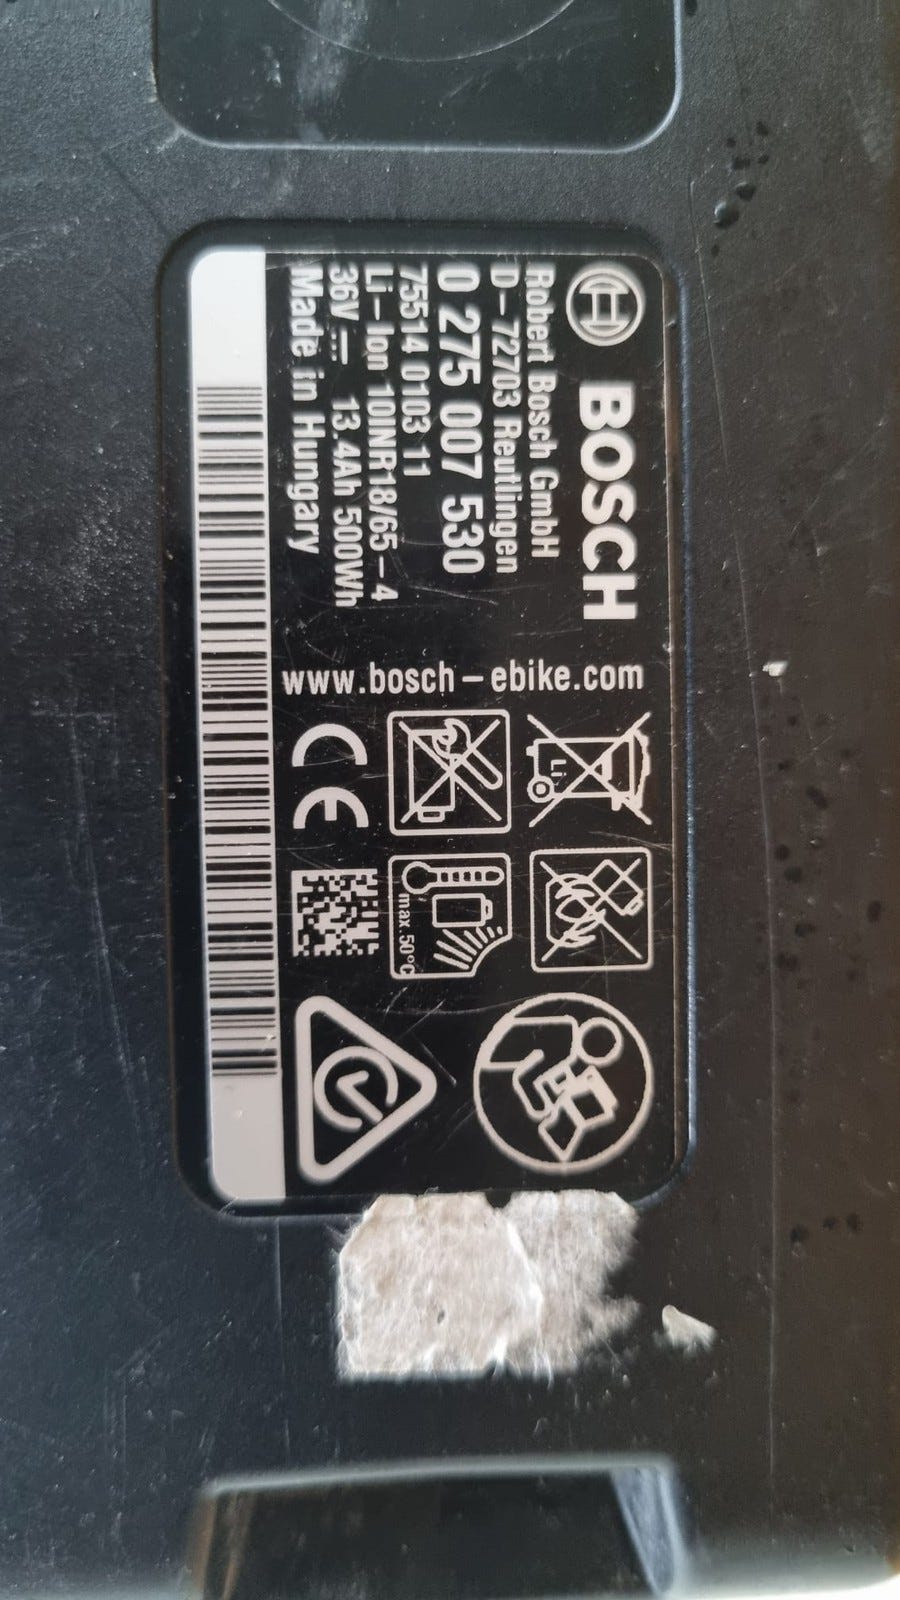 BOSCH
Robert Bosch GmbH
D-72703 Reutlingen
0 275 007 530
75514 0103 11
Li-Ion 10INR18/65-4
36V⎓ 13.4Ah 500Wh
Made in Hungary
www.bosch-ebike.com
Li
max. 50°C
CE